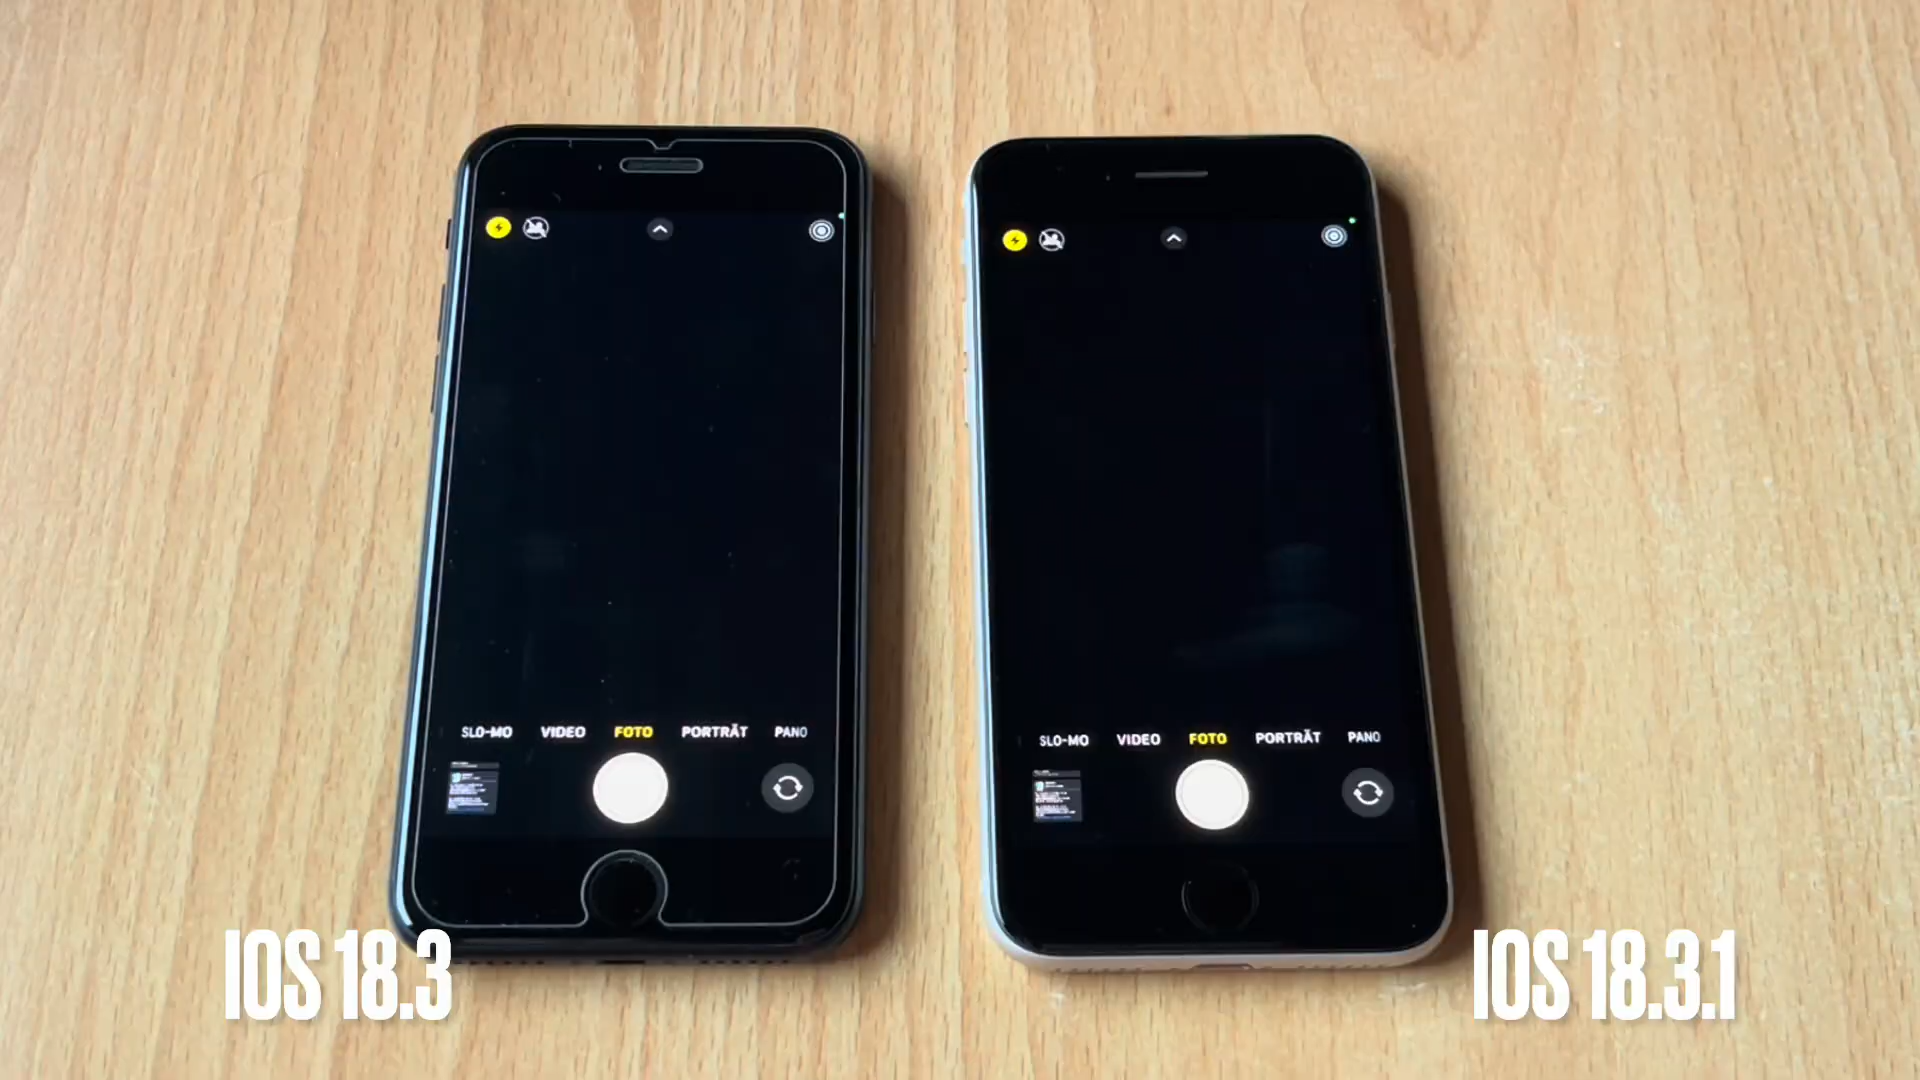 SLO-MO VIDEO FOTO PORTRÄT PANO
SLO-MO VIDEO FOTO PORTRÄT PANO
IOS 18.3
IOS 18.3.1